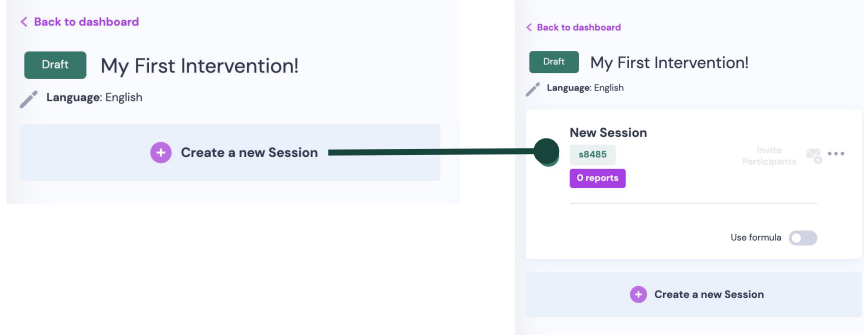 Back to dashboard
Draft
My First Intervention!
Language: English
Create a new Session
Back to dashboard
Draft
My First Intervention!
Language: English
New Session
s8485
Invite
Participants
0 reports
Use formula
Create a new Session